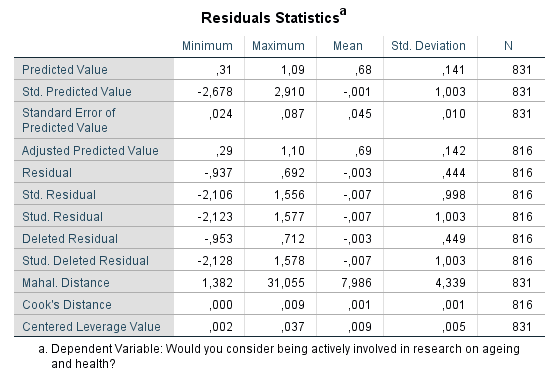 Residuals Statisticsa
Minimum Maximum Mean Std. Deviation N
Predicted Value ,31 1,09 ,68 ,141 831
Std. Predicted Value -2,678 2,910 -,001 1,003 831
Standard Error of
Predicted Value ,024 ,087 ,045 ,010 831
Adjusted Predicted Value ,29 1,10 ,69 ,142 816
Residual -,937 ,692 -,003 ,444 816
Std. Residual -2,106 1,556 -,007 ,998 816
Stud. Residual -2,123 1,577 -,007 1,003 816
Deleted Residual -,953 ,712 -,003 ,449 816
Stud. Deleted Residual -2,128 1,578 -,007 1,003 816
Mahal. Distance 1,382 31,055 7,986 4,339 831
Cook's Distance ,000 ,009 ,001 ,001 816
Centered Leverage Value ,002 ,037 ,009 ,005 831
a. Dependent Variable: Would you consider being actively involved in research on ageing
and health?